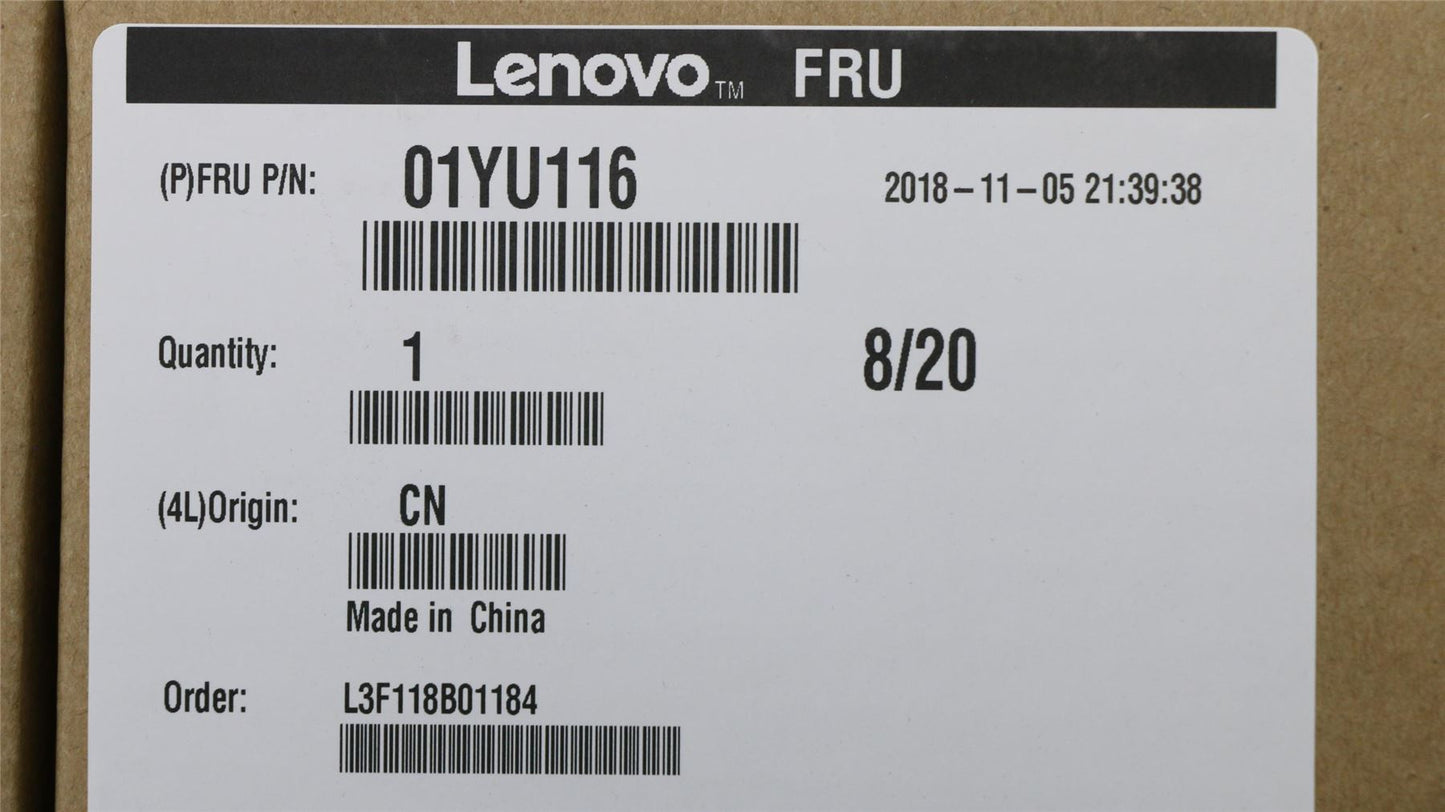 Lenovo™ FRU
(P)FRU P/N: 01YU116 2018-11-05 21:39:38
Quantity: 1 8/20
(4L)Origin: CN
Made in China
Order: L3F118B01184